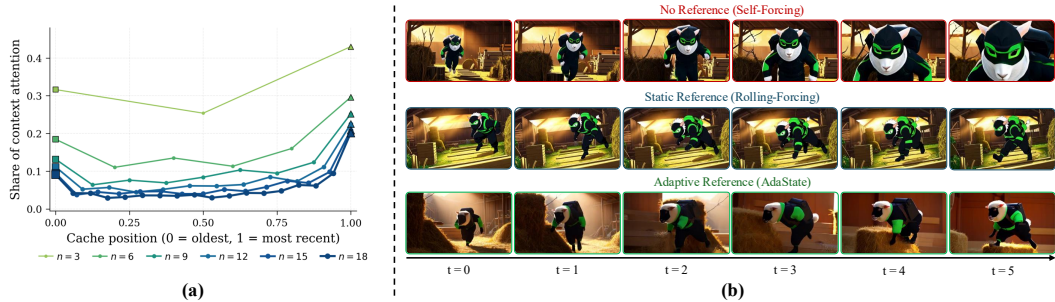 Share of context attention
0.4
0.3
0.2
0.1
0.0
0.00
0.25
0.50
0.75
1.00
Cache position (0 = oldest, 1 = most recent)
n = 3
n = 6
n = 9
n = 12
n = 15
n = 18
(a)
No Reference (Self-Forcing)
Static Reference (Rolling-Forcing)
Adaptive Reference (AdaState)
t = 0
t = 1
t = 2
t = 3
t = 4
t = 5
(b)